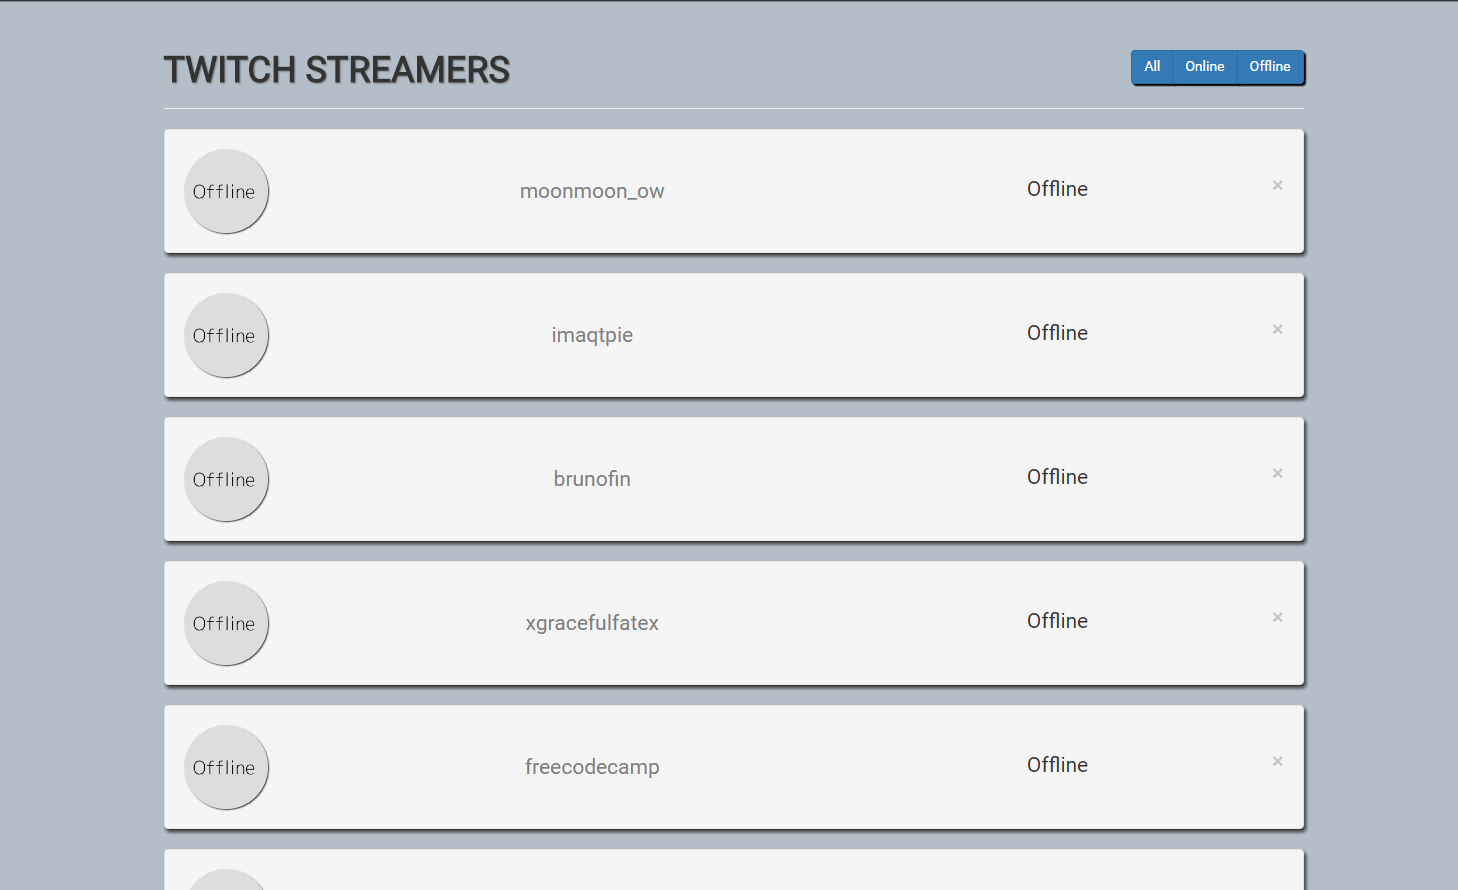 TWITCH STREAMERS
All Online Offline
Offline moonmoon_ow Offline ×
Offline imaqtpie Offline ×
Offline brunofin Offline ×
Offline xgracefulfatex Offline ×
Offline freecodecamp Offline ×